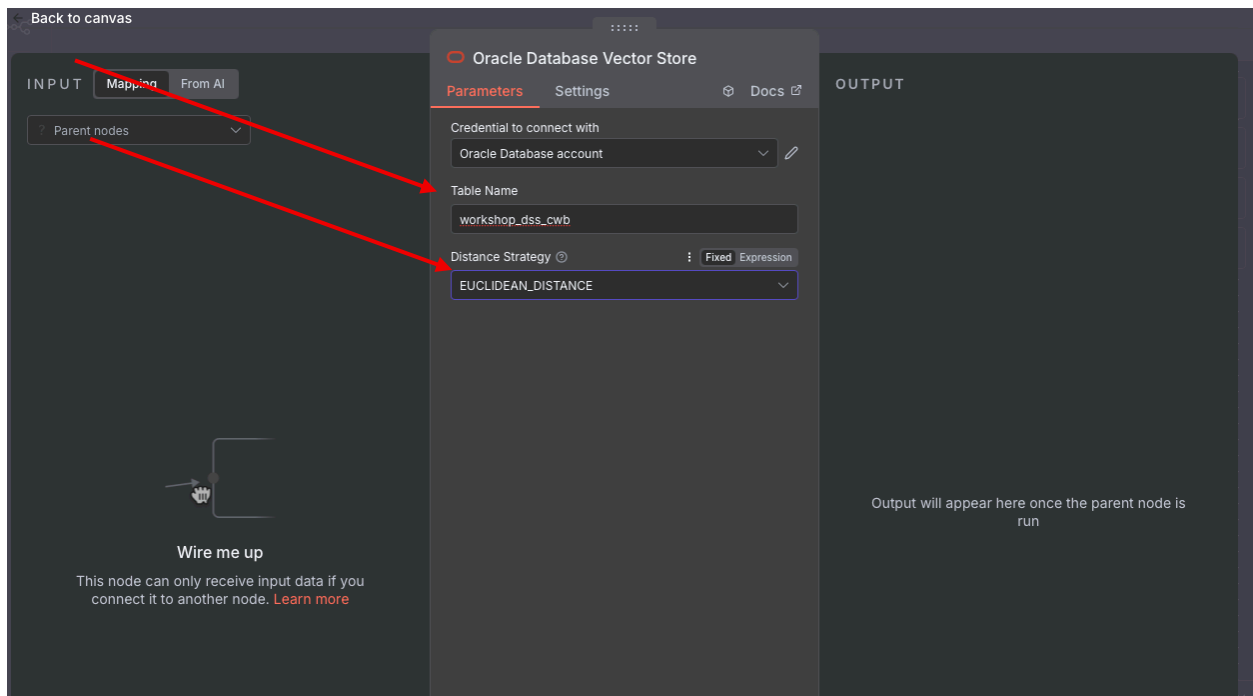 Back to canvas
INPUT
Mapping
From AI
? Parent nodes
Wire me up
This node can only receive input data if you
connect it to another node. Learn more
Oracle Database Vector Store
Parameters
Settings
Docs
Credential to connect with
Oracle Database account
Table Name
workshop_dss_cwb
Distance Strategy ?
Fixed
Expression
EUCLIDEAN_DISTANCE
OUTPUT
Output will appear here once the parent node is
run